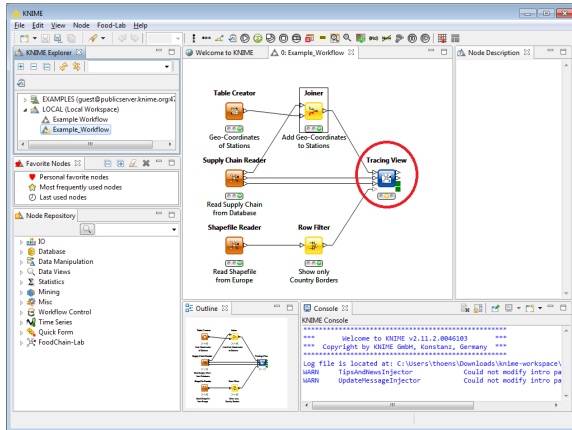 KNIME
File Edit View Node Food-Lab Help
KNIME Explorer
Welcome to KNIME
0: Example_Workflow
Node Description
EXAMPLES (guest@publicserver.knime.org:47
LOCAL (Local Workspace)
Example Workflow
Example_Workflow
Favorite Nodes
Personal favorite nodes
Most frequently used nodes
Last used nodes
Node Repository
IO
Database
Data Manipulation
Data Views
Statistics
Mining
Misc
Workflow Control
Time Series
Quick Form
FoodChain-Lab
Table Creator
Geo-Coordinates
of Stations
Joiner
Add Geo-Coordinates
to Stations
Supply Chain Reader
Read Supply Chain
from Database
Tracing View
Shapefile Reader
Read Shapefile
from Europe
Row Filter
Show only
Country Borders
Outline
Console
KNIME Console
*** Welcome to KNIME v2.11.2.0046103 ***
*** Copyright by KNIME GmbH, Konstanz, Germany ***
Log file is located at: C:\Users\thoens\Downloads\knime-workspace\
WARN TipsAndNewsInjector Could not modify intro pa
WARN UpdateMessageInjector Could not modify intro pa